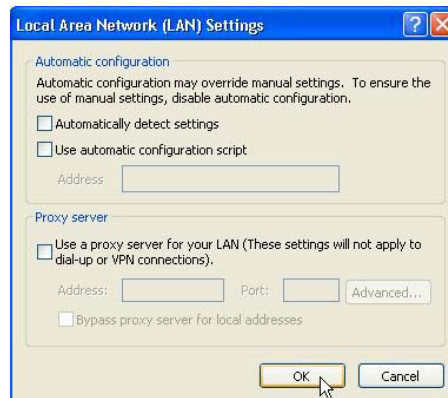 Local Area Network (LAN) Settings
Automatic configuration
Automatic configuration may override manual settings. To ensure the
use of manual settings, disable automatic configuration.
Automatically detect settings
Use automatic configuration script
Address
Proxy server
Use a proxy server for your LAN (These settings will not apply to
dial-up or VPN connections).
Address: Port: Advanced...
Bypass proxy server for local addresses
OK Cancel